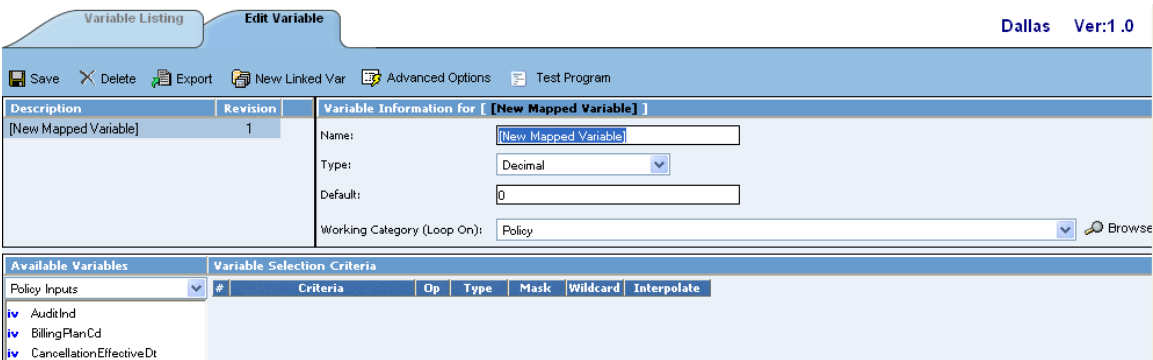 Variable Listing Edit Variable Dallas Ver:1.0
Save Delete Export New Linked Var Advanced Options Test Program
Description Revision Variable Information for [ [New Mapped Variable] ]
[New Mapped Variable] 1
Name: [New Mapped Variable]
Type: Decimal
Default: 0
Working Category (Loop On): Policy Browse
Available Variables Variable Selection Criteria
Policy Inputs # Criteria Op Type Mask Wildcard Interpolate
iv AuditInd
iv BillingPlanCd
iv CancellationEffectiveDt